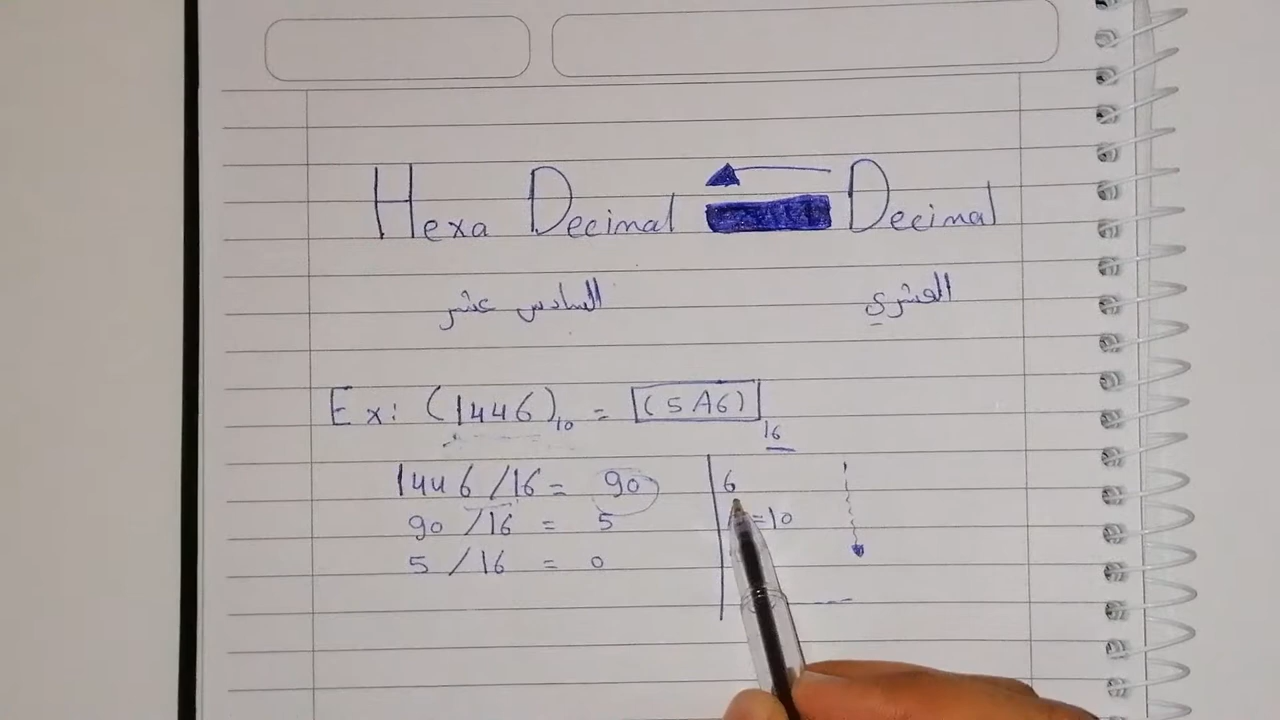 Hexa Decimal Decimal
السادس عشر العشري
Ex: (1446)10 = (5A6)16
1446/16 = 90 6
90/16 = 5 =10
5/16 = 0